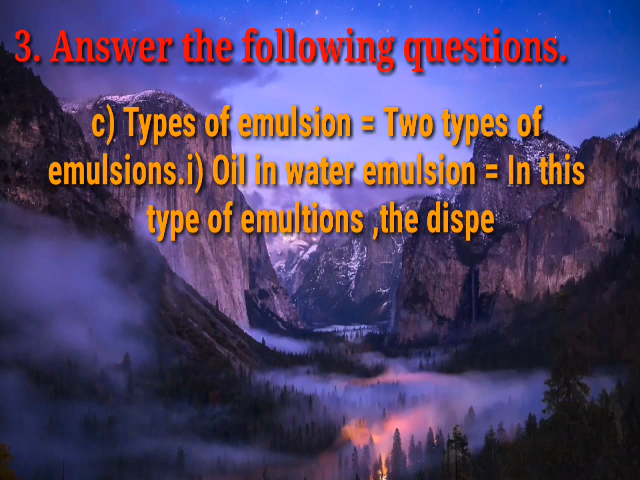 3. Answer the following questions.
c) Types of emulsion = Two types of
emulsions.i) Oil in water emulsion = In this
type of emultions ,the dispe